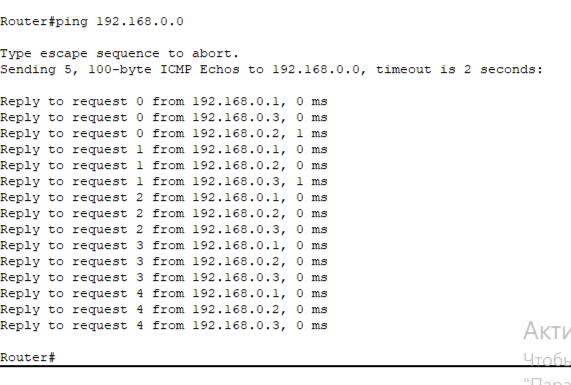 Router#ping 192.168.0.0
Type escape sequence to abort.
Sending 5, 100-byte ICMP Echos to 192.168.0.0, timeout is 2 seconds:
Reply to request 0 from 192.168.0.1, 0 ms
Reply to request 0 from 192.168.0.3, 0 ms
Reply to request 0 from 192.168.0.2, 1 ms
Reply to request 1 from 192.168.0.1, 0 ms
Reply to request 1 from 192.168.0.2, 0 ms
Reply to request 1 from 192.168.0.3, 1 ms
Reply to request 2 from 192.168.0.1, 0 ms
Reply to request 2 from 192.168.0.2, 0 ms
Reply to request 2 from 192.168.0.3, 0 ms
Reply to request 3 from 192.168.0.1, 0 ms
Reply to request 3 from 192.168.0.2, 0 ms
Reply to request 3 from 192.168.0.3, 0 ms
Reply to request 4 from 192.168.0.1, 0 ms
Reply to request 4 from 192.168.0.2, 0 ms
Reply to request 4 from 192.168.0.3, 0 ms
Акти
Router#
Чтобы